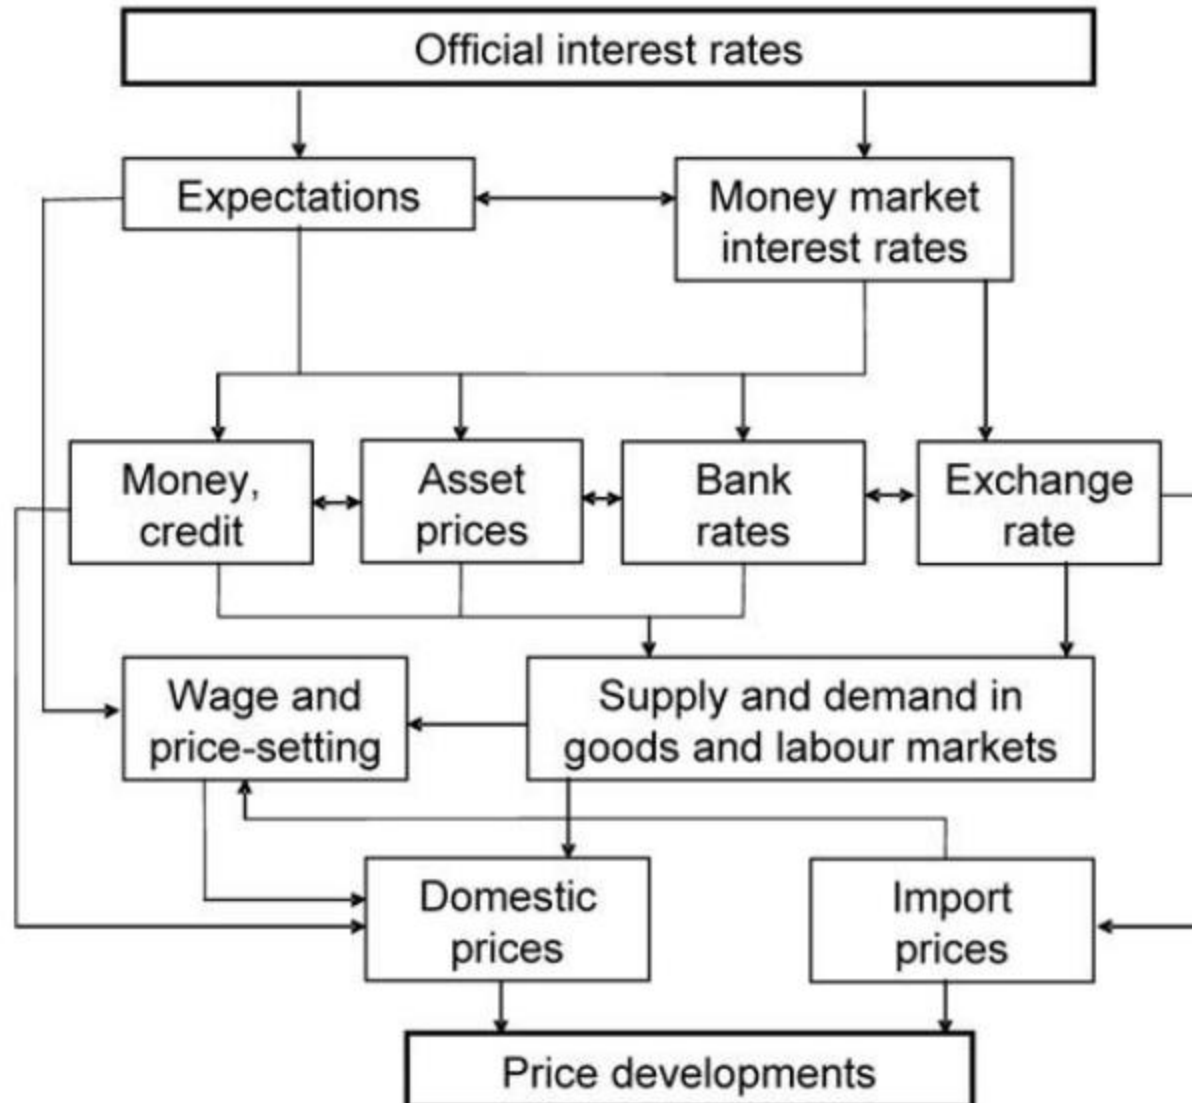 Official interest rates
Expectations
Money market
interest rates
Money,
credit
Asset
prices
Bank
rates
Exchange
rate
Wage and
price-setting
Supply and demand in
goods and labour markets
Domestic
prices
Import
prices
Price developments